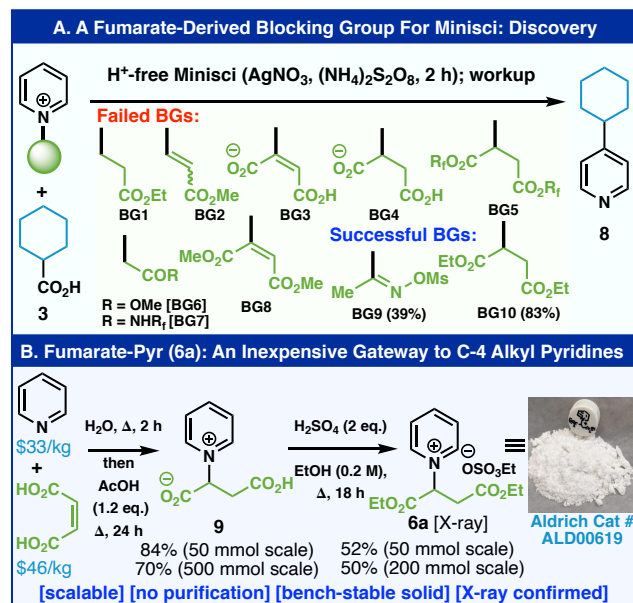 A. A Fumarate-Derived Blocking Group For Minisci: Discovery
H⁺-free Minisci (AgNO₃, (NH₄)₂S₂O₈, 2 h); workup
Failed BGs:
N
⊕
+
CO₂H
3
CO₂Et
BG1
CO₂Me
BG2
⊖
O₂C
CO₂H
BG3
⊖
O₂C
CO₂H
BG4
RfO₂C
CO₂Rf
BG5
N
8
Successful BGs:
COR
R = OMe [BG6]
R = NHRf [BG7]
MeO₂C
CO₂Me
BG8
Me
N
OMs
BG9 (39%)
EtO₂C
CO₂Et
BG10 (83%)
B. Fumarate-Pyr (6a): An Inexpensive Gateway to C-4 Alkyl Pyridines
N
$33/kg
+
HO₂C
HO₂C
$46/kg
H₂O, Δ, 2 h
then
AcOH
(1.2 eq.)
Δ, 24 h
N
⊕
⊖
O₂C
CO₂H
9
84% (50 mmol scale)
70% (500 mmol scale)
H₂SO₄ (2 eq.)
EtOH (0.2 M),
Δ, 18 h
N
⊕
⊖
OSO₃Et
EtO₂C
CO₂Et
6a [X-ray]
52% (50 mmol scale)
50% (200 mmol scale)
≡
Aldrich Cat #
ALD00619
[scalable] [no purification] [bench-stable solid] [X-ray confirmed]